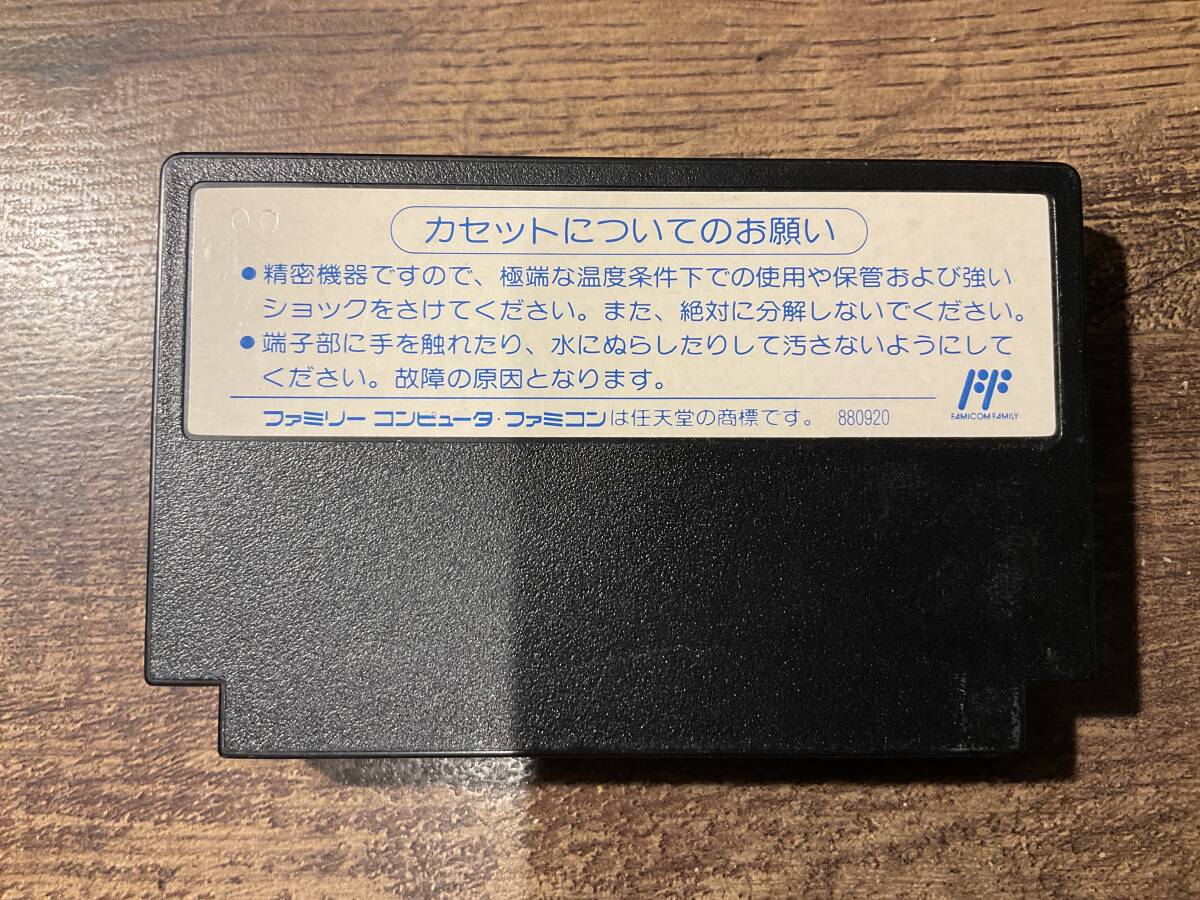 カセットについてのお願い
●精密機器ですので、極端な温度条件下での使用や保管および強い
ショックをさけてください。また、絶対に分解しないでください。
●端子部に手を触れたり、水にぬらしたりして汚さないようにして
ください。故障の原因となります。
FAMICOM FAMILY
ファミリー コンピュータ・ファミコンは任天堂の商標です。 880920